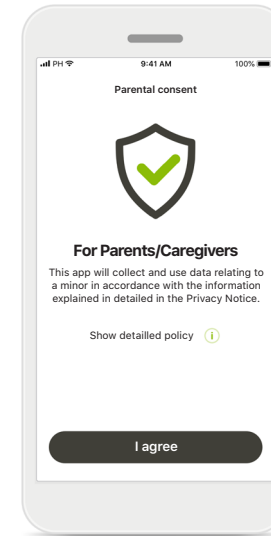 PH 9:41 AM 100%
Parental consent
For Parents/Caregivers
This app will collect and use data relating to
a minor in accordance with the information
explained in detailed in the Privacy Notice.
Show detailled policy i
I agree